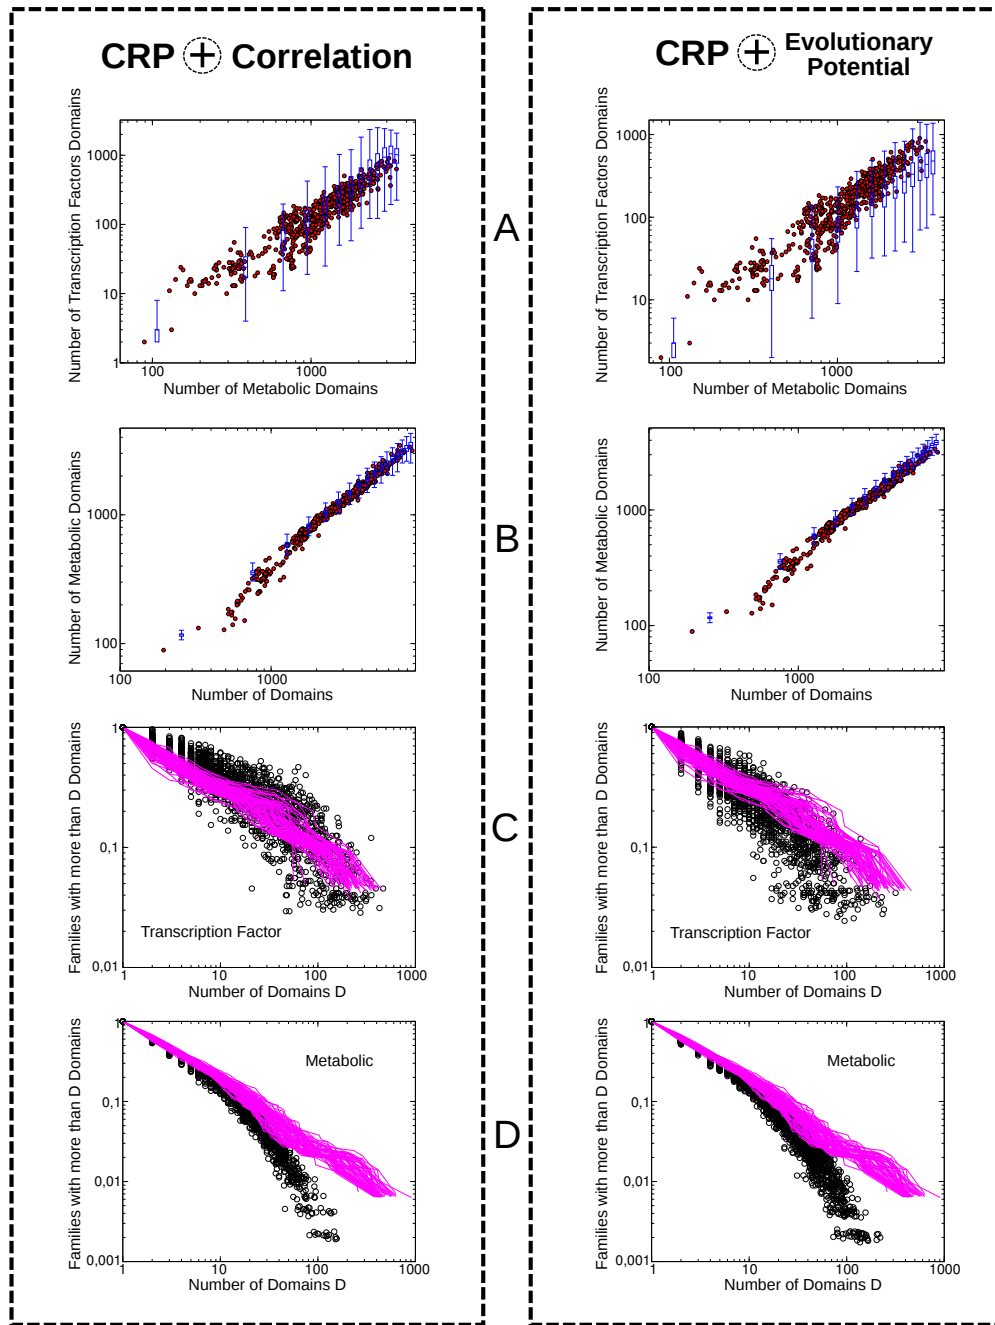 CRP + Correlation
Number of Transcription Factors Domains
1000
100
10
1
100
1000
Number of Metabolic Domains
Number of Metabolic Domains
1000
100
100
1000
Number of Domains
Families with more than D Domains
1
0,1
0,01
Transcription Factor
1
10
100
1000
Number of Domains D
Families with more than D Domains
1
0,1
0,01
0,001
Metabolic
1
10
100
1000
Number of Domains D
A
B
C
D
CRP + Evolutionary
Potential
Number of Transcription Factors Domains
1000
100
10
100
1000
Number of Metabolic Domains
Number of Metabolic Domains
1000
100
100
1000
Number of Domains
Families with more than D Domains
1
0,1
0,01
Transcription Factor
1
10
100
1000
Number of Domains D
Families with more than D Domains
1
0,1
0,01
0,001
Metabolic
1
10
100
1000
Number of Domains D